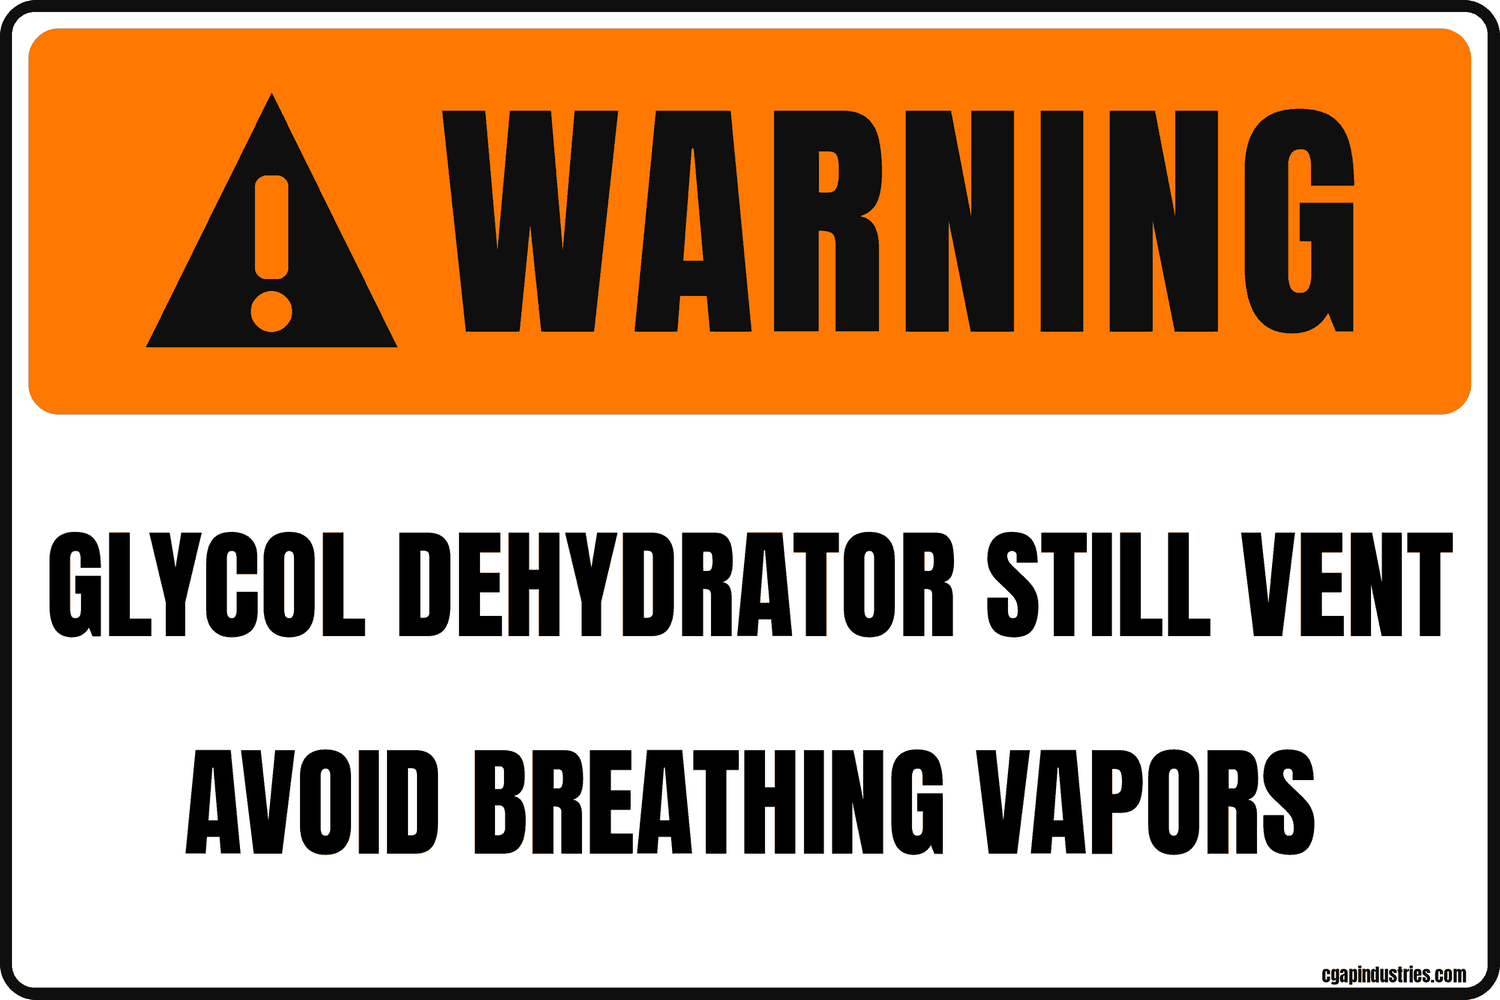 WARNING
GLYCOL DEHYDRATOR STILL VENT
AVOID BREATHING VAPORS
cgapindustries.com